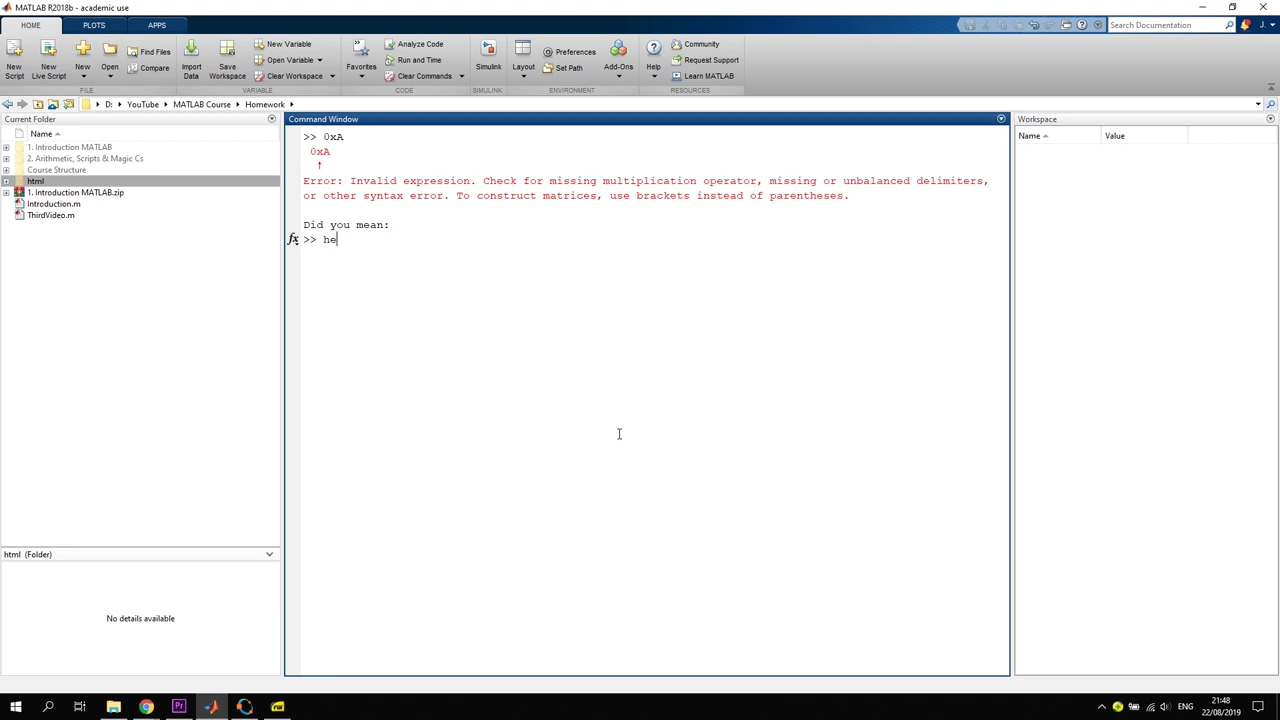 MATLAB R2018b - academic use
HOME PLOTS APPS
Search Documentation J.
New Script
New Live Script
New
Open
Find Files
Compare
FILE
Import Data
Save Workspace
New Variable
Open Variable
Clear Workspace
VARIABLE
Favorites
Analyze Code
Run and Time
Clear Commands
CODE
Simulink
SIMULINK
Layout
Preferences
Set Path
Add-Ons
ENVIRONMENT
Help
Community
Request Support
Learn MATLAB
RESOURCES
D: YouTube MATLAB Course Homework
Current Folder
Name
1. Introduction MATLAB
2. Arithmetic, Scripts & Magic Cs
Course Structure
html
1. Introduction MATLAB.zip
Introduction.m
ThirdVideo.m
html (Folder)
No details available
Command Window
>> 0xA
0xA
↑
Error: Invalid expression. Check for missing multiplication operator, missing or unbalanced delimiters,
or other syntax error. To construct matrices, use brackets instead of parentheses.
Did you mean:
fx >> he
Workspace
Name Value
Pr
ENG
21:48
22/08/2019